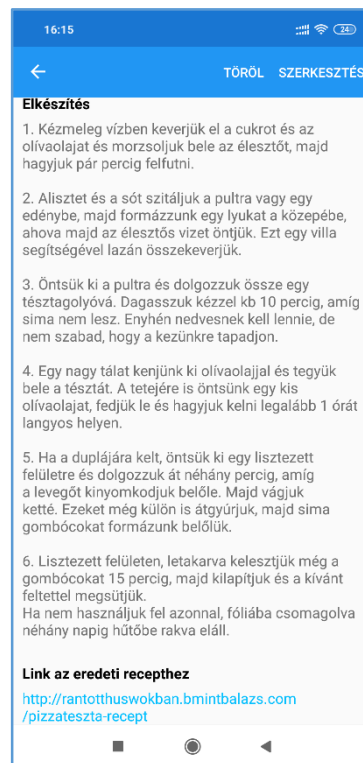 16:15
24
TÖRÖL SZERKESZTÉS
Elkészítés
1. Kézmeleg vízben keverjük el a cukrot és az
olívaolajat és morzsoljuk bele az élesztőt, majd
hagyjuk pár percig felfutni.
2. Alisztet és a sót szitáljuk a pultra vagy egy
edénybe, majd formázzunk egy lyukat a közepébe,
ahova majd az élesztős vizet öntjük. Ezt egy villa
segítségével lazán összekeverjük.
3. Öntsük ki a pultra és dolgozzuk össze egy
tésztagolyóvá. Dagasszuk kézzel kb 10 percig, amíg
sima nem lesz. Enyhén nedvesnek kell lennie, de
nem szabad, hogy a kezünkre tapadjon.
4. Egy nagy tálat kenjünk ki olívaolajjal és tegyük
bele a tésztát. A tetejére is öntsünk egy kis
olívaolajat, fedjük le és hagyjuk kelni legalább 1 órát
langyos helyen.
5. Ha a duplájára kelt, öntsük ki egy lisztezett
felületre és dolgozzuk át néhány percig, amíg
a levegőt kinyomkodjuk belőle. Majd vágjuk
ketté. Ezeket még külön is átgyúrjuk, majd sima
gombócokat formázunk belőlük.
6. Lisztezett felületen, letakarva kelesztjük még a
gombócokat 15 percig, majd kilapítjuk és a kívánt
feltettel megsütjük.
Ha nem használjuk fel azonnal, fóliába csomagolva
néhány napig hűtőbe rakva eláll.
Link az eredeti recepthez
http://rantotthuswokban.bmintbalazs.com
/pizzateszta-recept